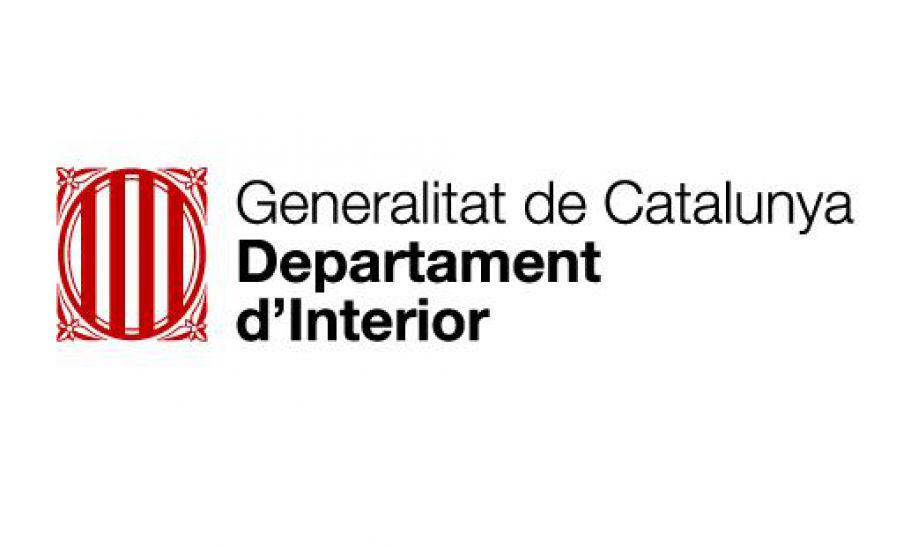 Generalitat de Catalunya
Departament
d’Interior